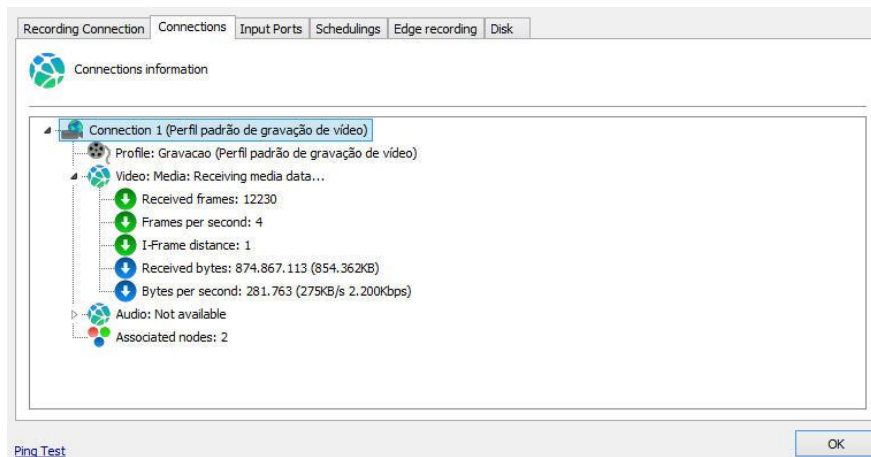 Recording Connection Connections Input Ports Schedulings Edge recording Disk
Connections information
Connection 1 (Perfil padrão de gravação de vídeo)
Profile: Gravacao (Perfil padrão de gravação de vídeo)
Video: Media: Receiving media data...
Received frames: 12230
Frames per second: 4
I-Frame distance: 1
Received bytes: 874.867.113 (854.362KB)
Bytes per second: 281.763 (275KB/s 2.200Kbps)
Audio: Not available
Associated nodes: 2
OK
Ping Test